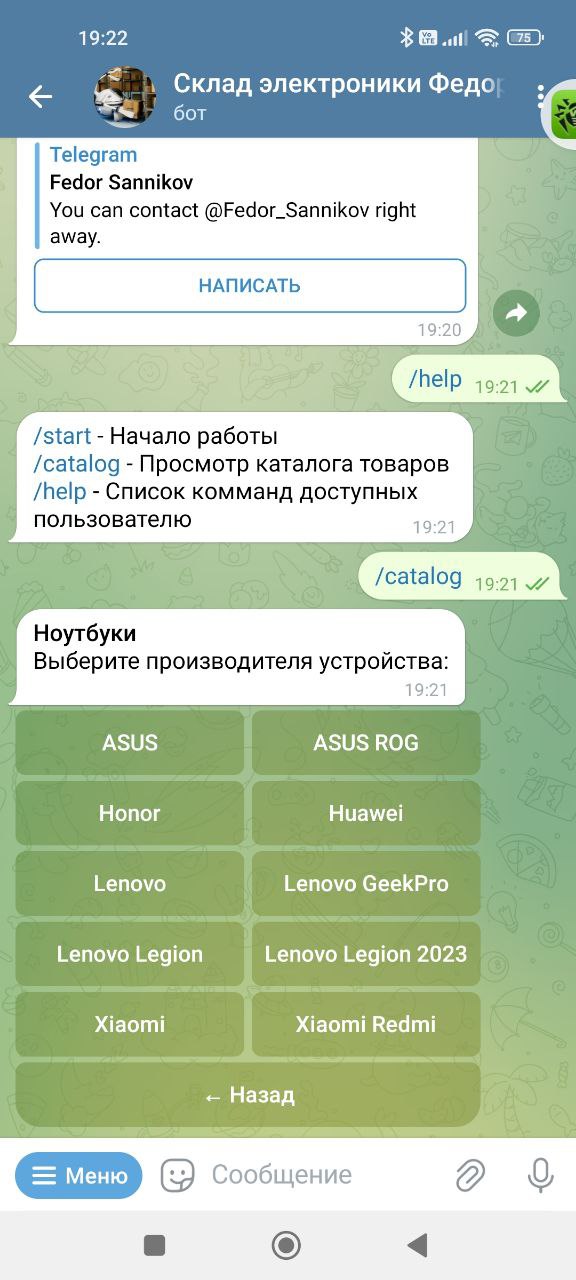 19:22
Vo LTE
75
Склад электроники Федор
бот
Telegram
Fedor Sannikov
You can contact @Fedor_Sannikov right
away.
НАПИСАТЬ
19:20
/help 19:21
/start - Начало работы
/catalog - Просмотр каталога товаров
/help - Список комманд доступных
пользователю
19:21
/catalog 19:21
Ноутбуки
Выберите производителя устройства:
19:21
ASUS
ASUS ROG
Honor
Huawei
Lenovo
Lenovo GeekPro
Lenovo Legion
Lenovo Legion 2023
Xiaomi
Xiaomi Redmi
← Назад
Меню
Сообщение